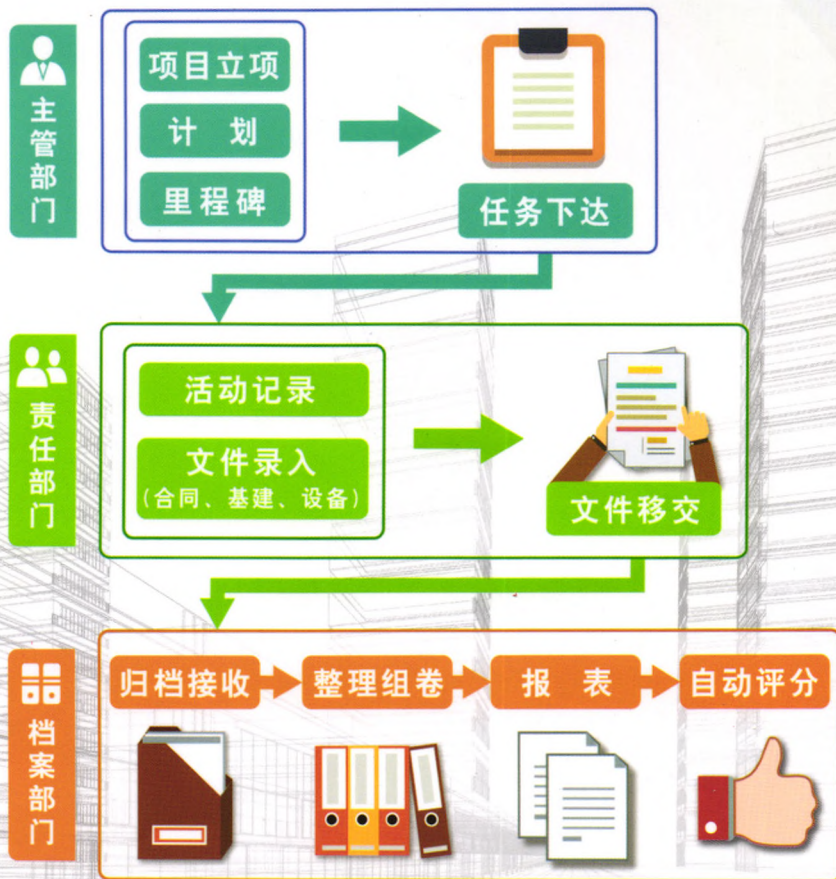 主管部门
项目立项
计 划
里程碑
任务下达
责任部门
活动记录
文件录入
(合同、基建、设备)
文件移交
档案部门
归档接收
整理组卷
报 表
自动评分